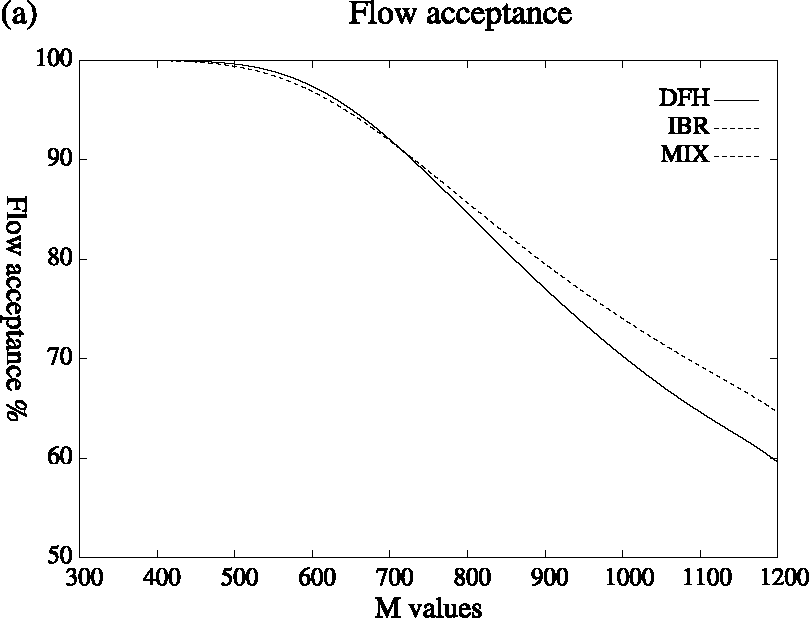 (a)
Flow acceptance
100
90
80
70
60
50
Flow acceptance %
DFH
IBR
MIX
300 400 500 600 700 800 900 1000 1100 1200
M values